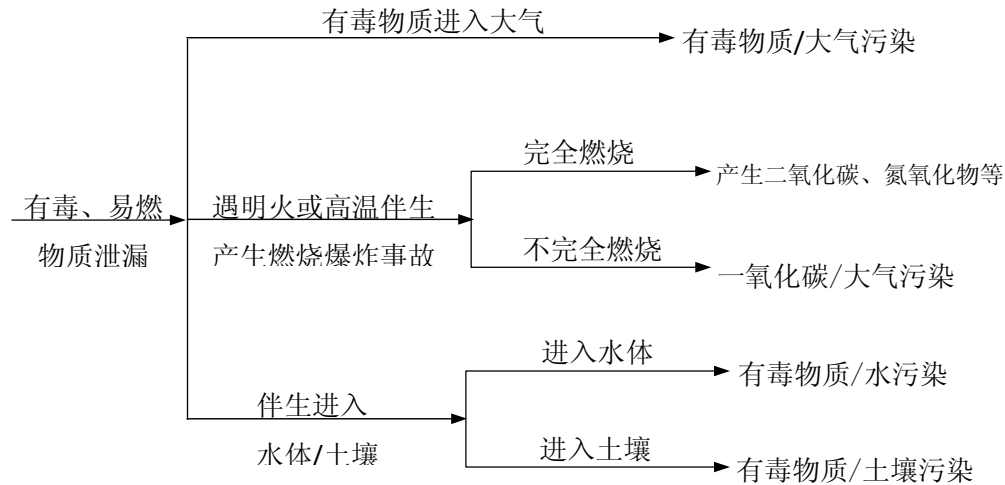 有毒物质进入大气
有毒物质/大气污染
完全燃烧
产生二氧化碳、氮氧化物等
有毒、易燃
物质泄漏
遇明火或高温伴生
产生燃烧爆炸事故
不完全燃烧
一氧化碳/大气污染
进入水体
有毒物质/水污染
伴生进入
水体/土壤
进入土壤
有毒物质/土壤污染